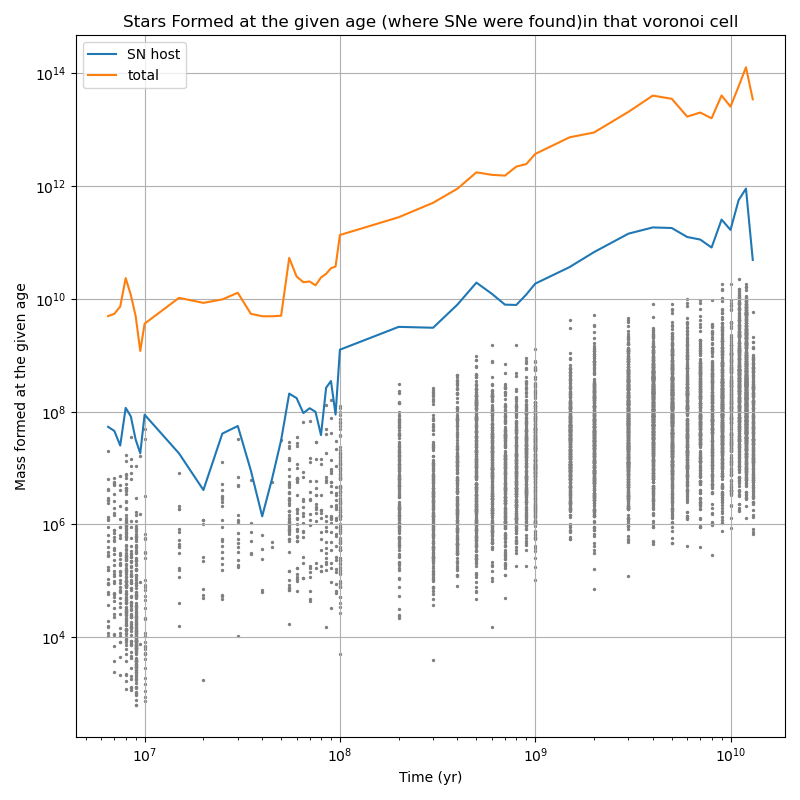 Stars Formed at the given age (where SNe were found)in that voronoi cell
SN host
total
10^14
10^12
10^10
10^8
10^6
10^4
Mass formed at the given age
10^7
10^8
10^9
10^10
Time (yr)